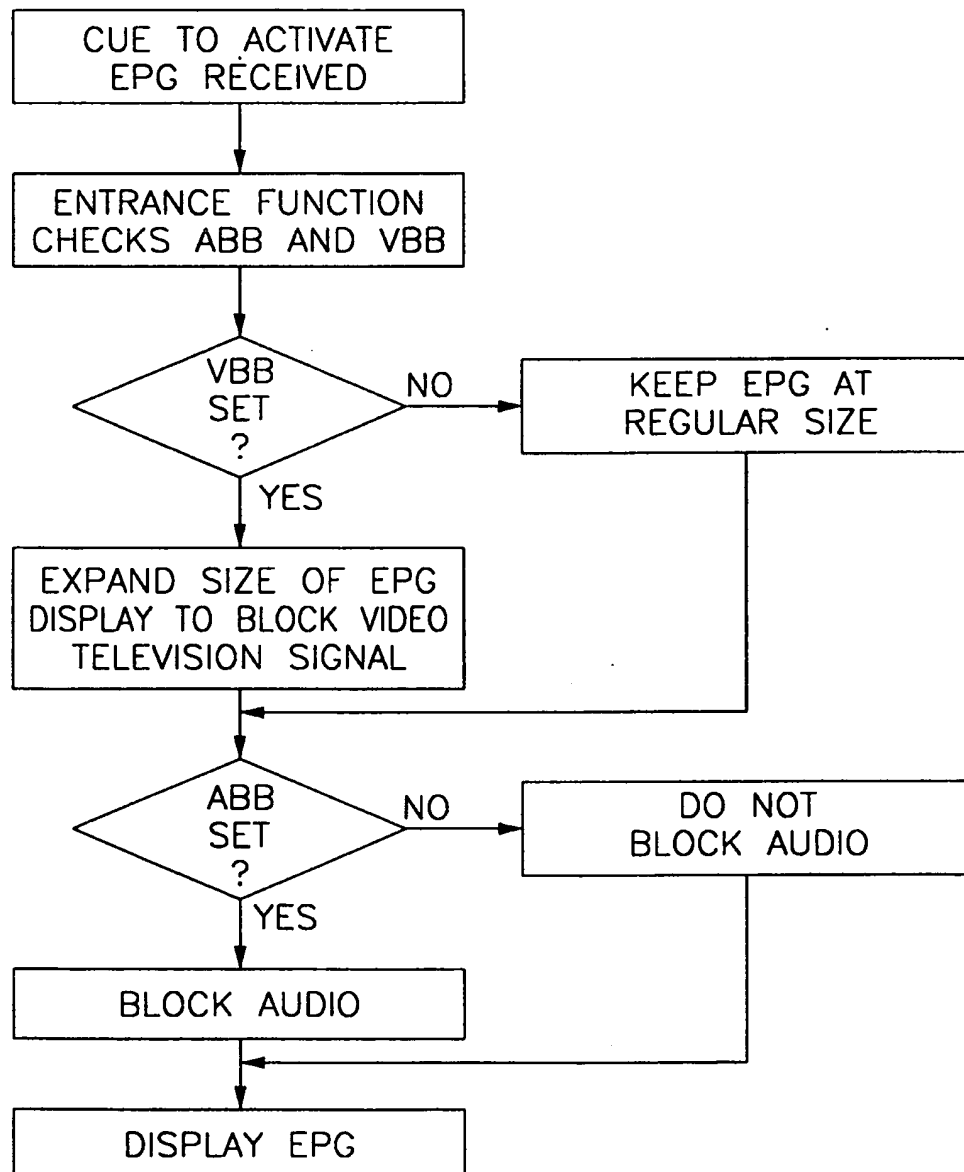 CUE TO ACTIVATE
EPG RECEIVED
ENTRANCE FUNCTION
CHECKS ABB AND VBB
VBB
SET
?
NO
KEEP EPG AT
REGULAR SIZE
YES
EXPAND SIZE OF EPG
DISPLAY TO BLOCK VIDEO
TELEVISION SIGNAL
ABB
SET
?
NO
DO NOT
BLOCK AUDIO
YES
BLOCK AUDIO
DISPLAY EPG